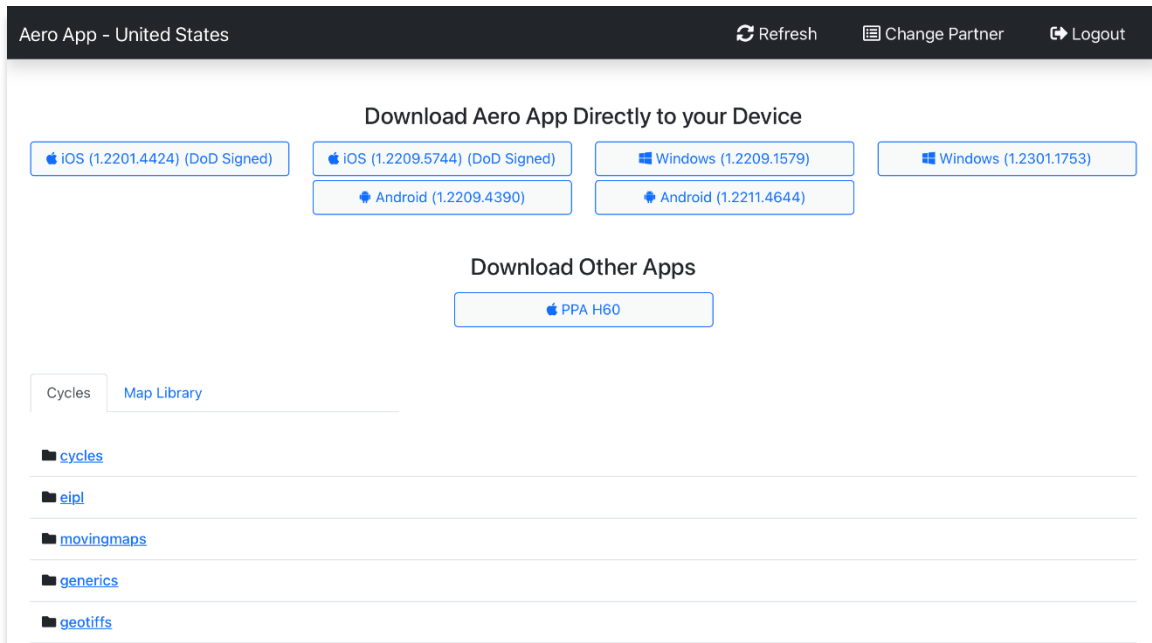 Aero App - United States Refresh Change Partner Logout
Download Aero App Directly to your Device
iOS (1.2201.4424) (DoD Signed) iOS (1.2209.5744) (DoD Signed) Windows (1.2209.1579) Windows (1.2301.1753)
Android (1.2209.4390) Android (1.2211.4644)
Download Other Apps
PPA H60
Cycles Map Library
cycles
eipl
movingmaps
generics
geotiffs